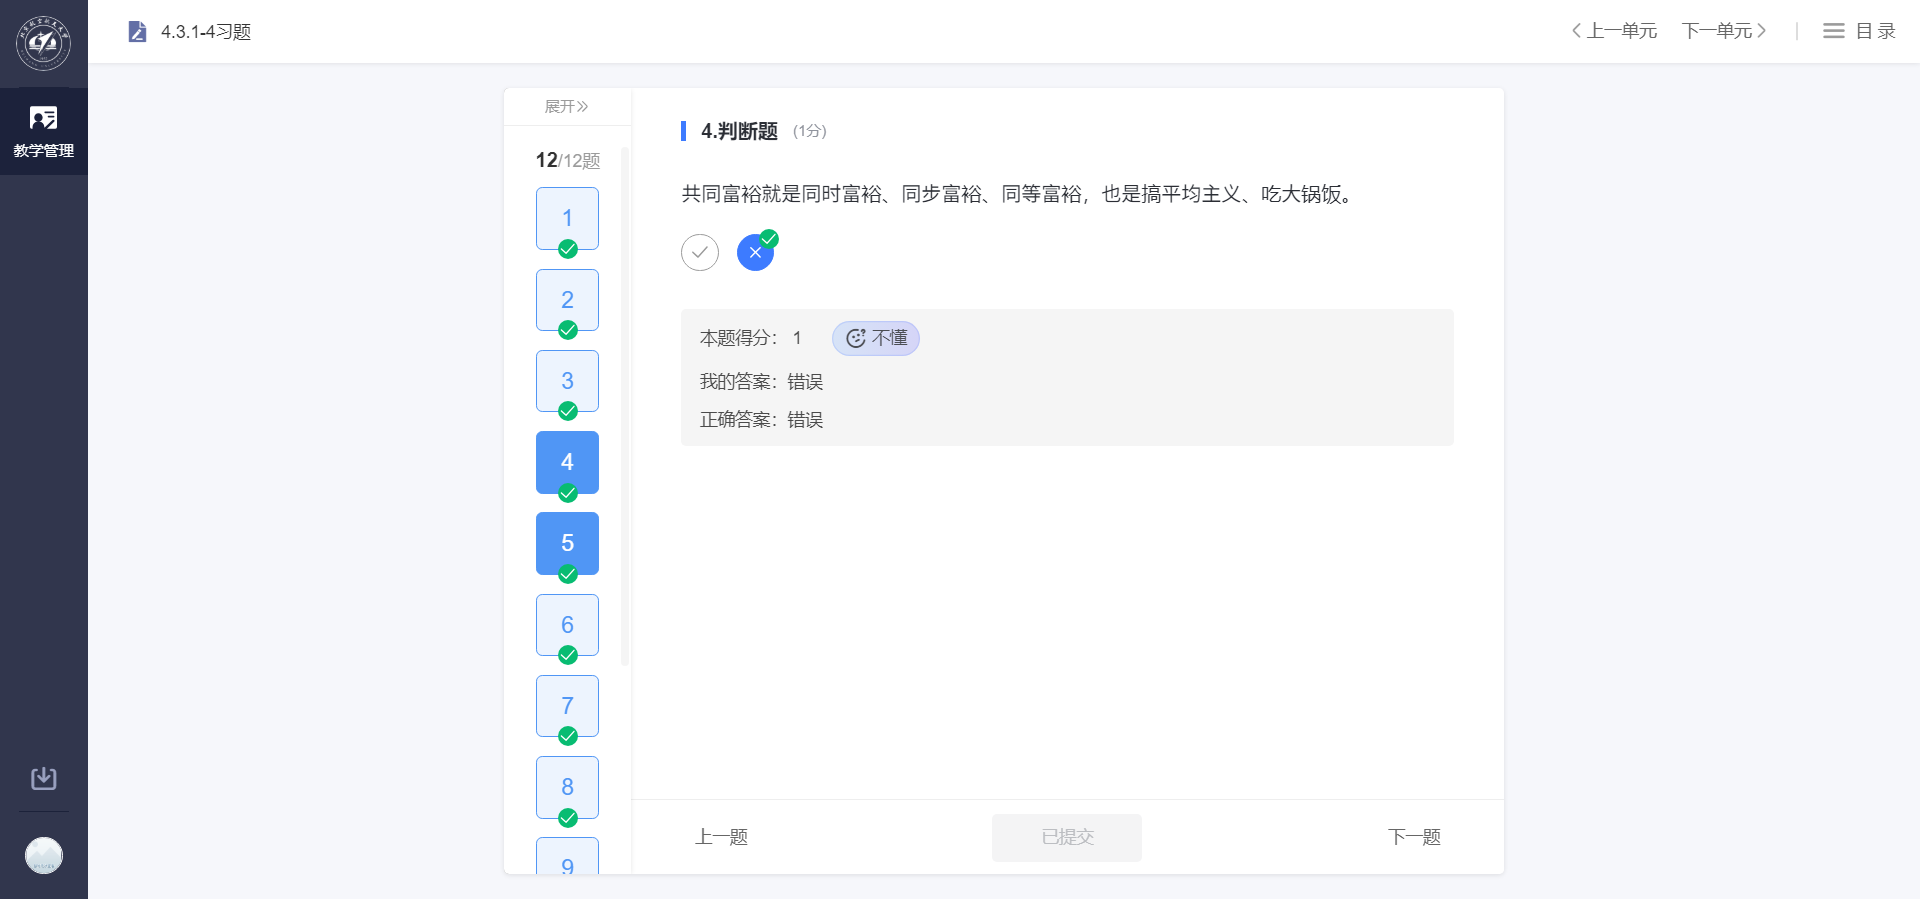 4.3.1-4习题
上一单元
下一单元
目录
教学管理
展开
12/12题
1
2
3
4
5
6
7
8
9
4.判断题 (1分)
共同富裕就是同时富裕、同步富裕、同等富裕，也是搞平均主义、吃大锅饭。
本题得分： 1 不懂
我的答案：错误
正确答案：错误
上一题
已提交
下一题